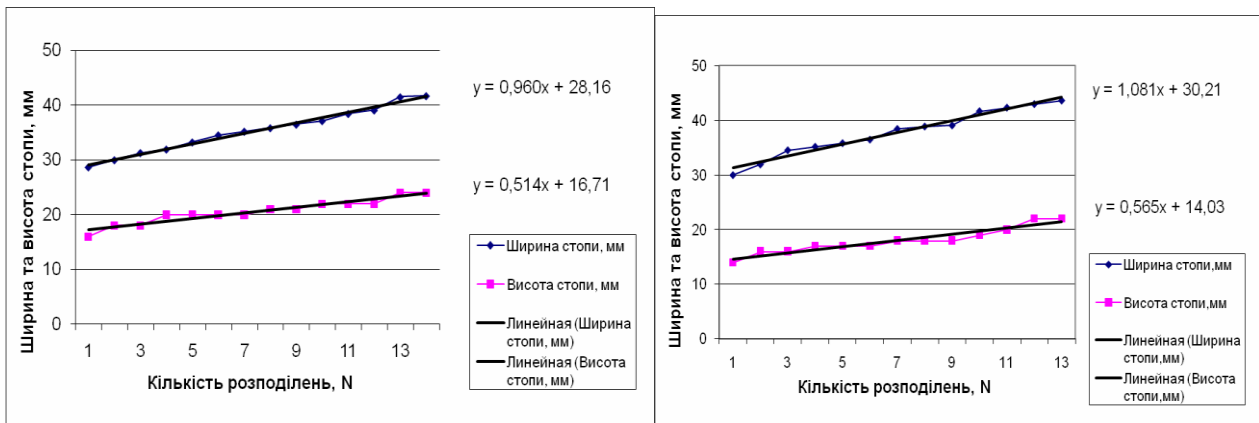 Ширина та висота стопи, мм
50
40
30
20
10
0
1 3 5 7 9 11 13
Кількість розподілень, N
y = 0,960x + 28,16
y = 0,514x + 16,71
Ширина стопи, мм
Висота стопи, мм
Линейная (Ширина
стопи, мм)
Линейная (Висота
стопи, мм)
Ширина та висота стопи, мм
50
40
30
20
10
0
1 3 5 7 9 11 13
Кількість розподілень, N
y = 1,081x + 30,21
y = 0,565x + 14,03
Ширина стопи,мм
Висота стопи,мм
Линейная (Ширина
стопи,мм)
Линейная (Висота
стопи,мм)